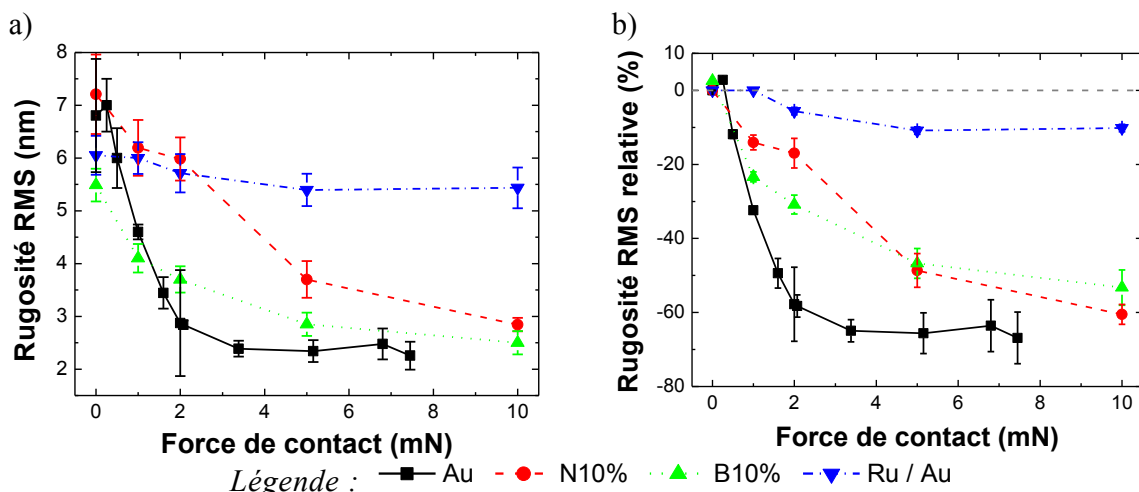 a)
8
7
6
5
4
3
2
0 2 4 6 8 10
Rugosité RMS (nm)
Force de contact (mN)
b)
10
0
-20
-40
-60
-80
0 2 4 6 8 10
Rugosité RMS relative (%)
Force de contact (mN)
Légende : Au N10% B10% Ru / Au